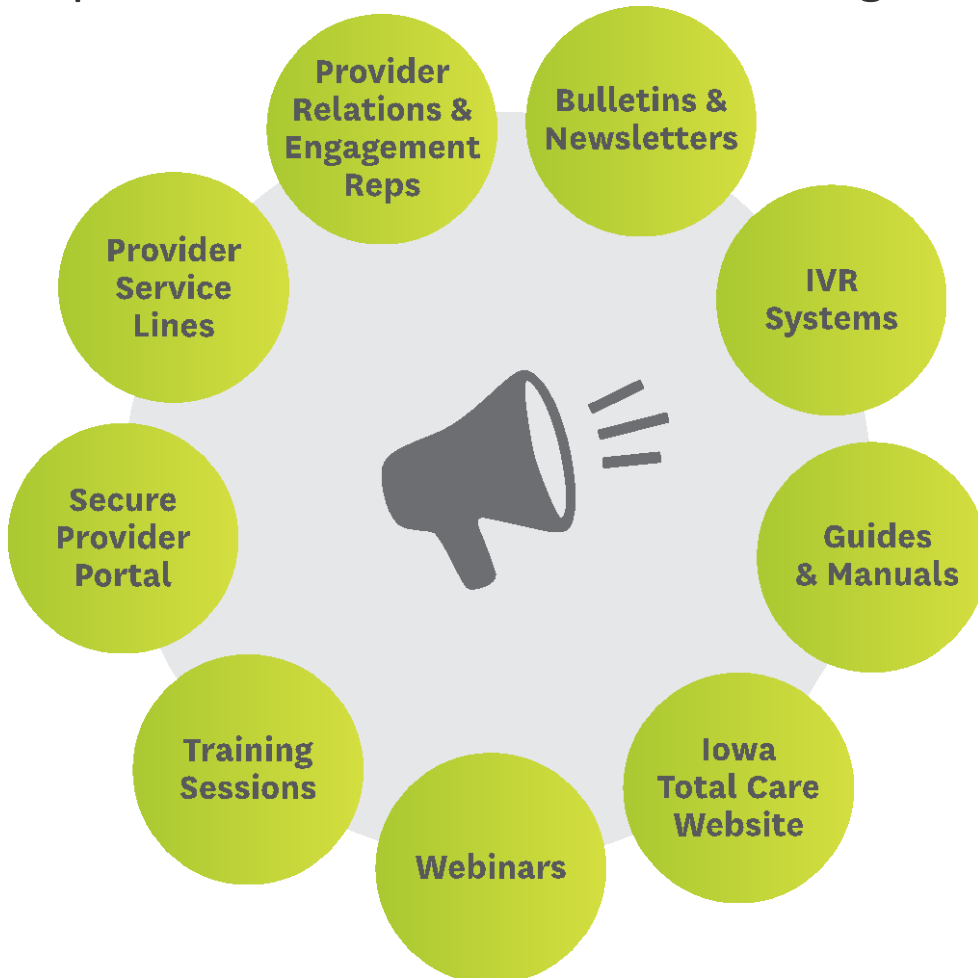 Provider
Relations &
Engagement
Reps
Bulletins &
Newsletters
IVR
Systems
Guides
& Manuals
Iowa
Total Care
Website
Webinars
Training
Sessions
Secure
Provider
Portal
Provider
Service
Lines